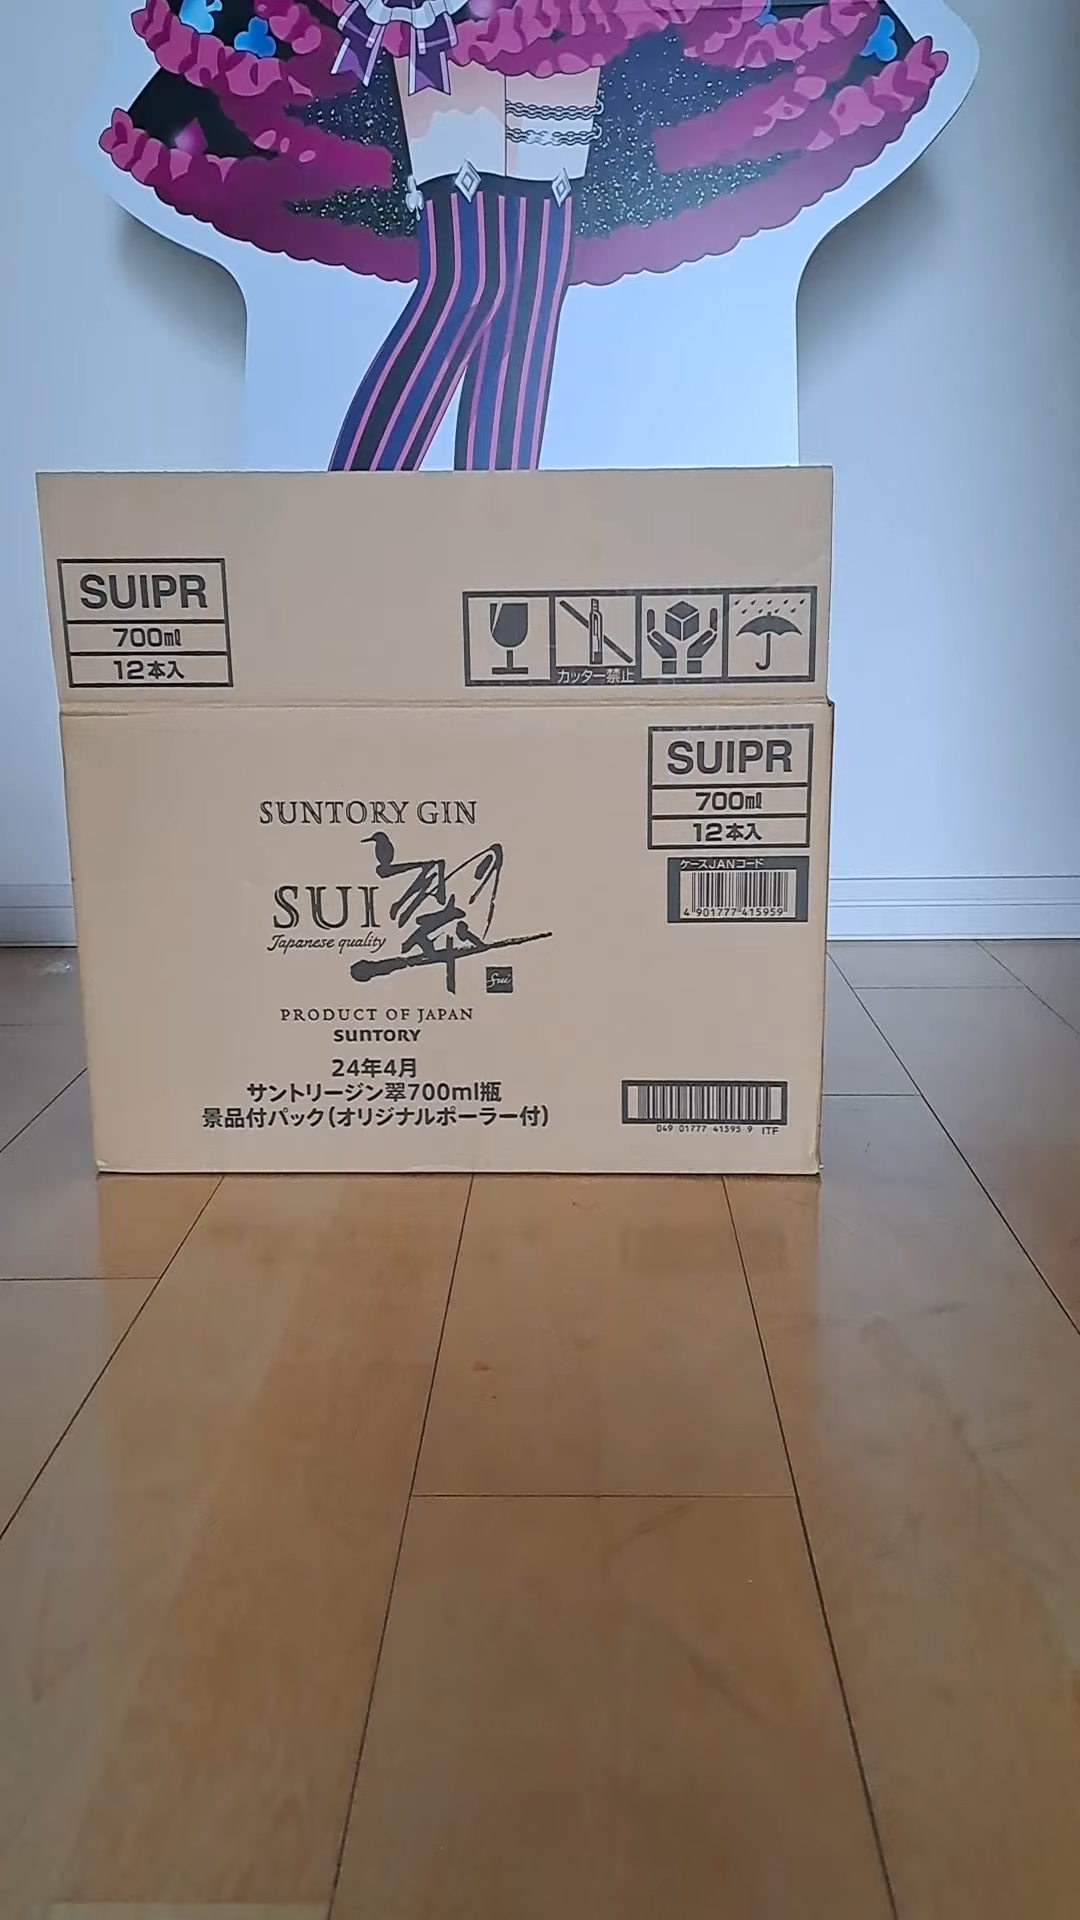 SUIPR
700㎖
12本入
カッター禁止
SUIPR
700㎖
12本入
ケースJANコード
4 901777 415959
SUNTORY GIN
SUI 翠
Japanese quality
Sui
PRODUCT OF JAPAN
SUNTORY
24年4月
サントリージン翠700ml瓶
景品付パック(オリジナルポーラー付)
049 01777 41595 9 ITF